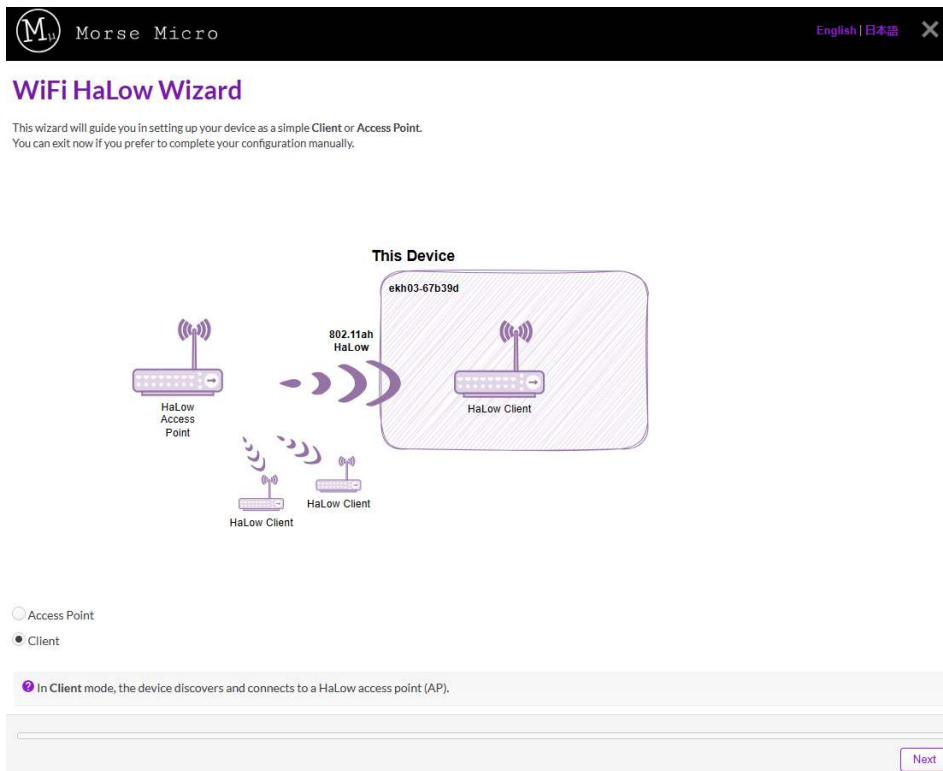 Mμ Morse Micro
English | 日本語
WiFi HaLow Wizard
This wizard will guide you in setting up your device as a simple Client or Access Point.
You can exit now if you prefer to complete your configuration manually.
This Device
ekh03-67b39d
802.11ah
HaLow
HaLow
Access
Point
HaLow Client
HaLow Client
HaLow Client
Access Point
Client
In Client mode, the device discovers and connects to a HaLow access point (AP).
Next